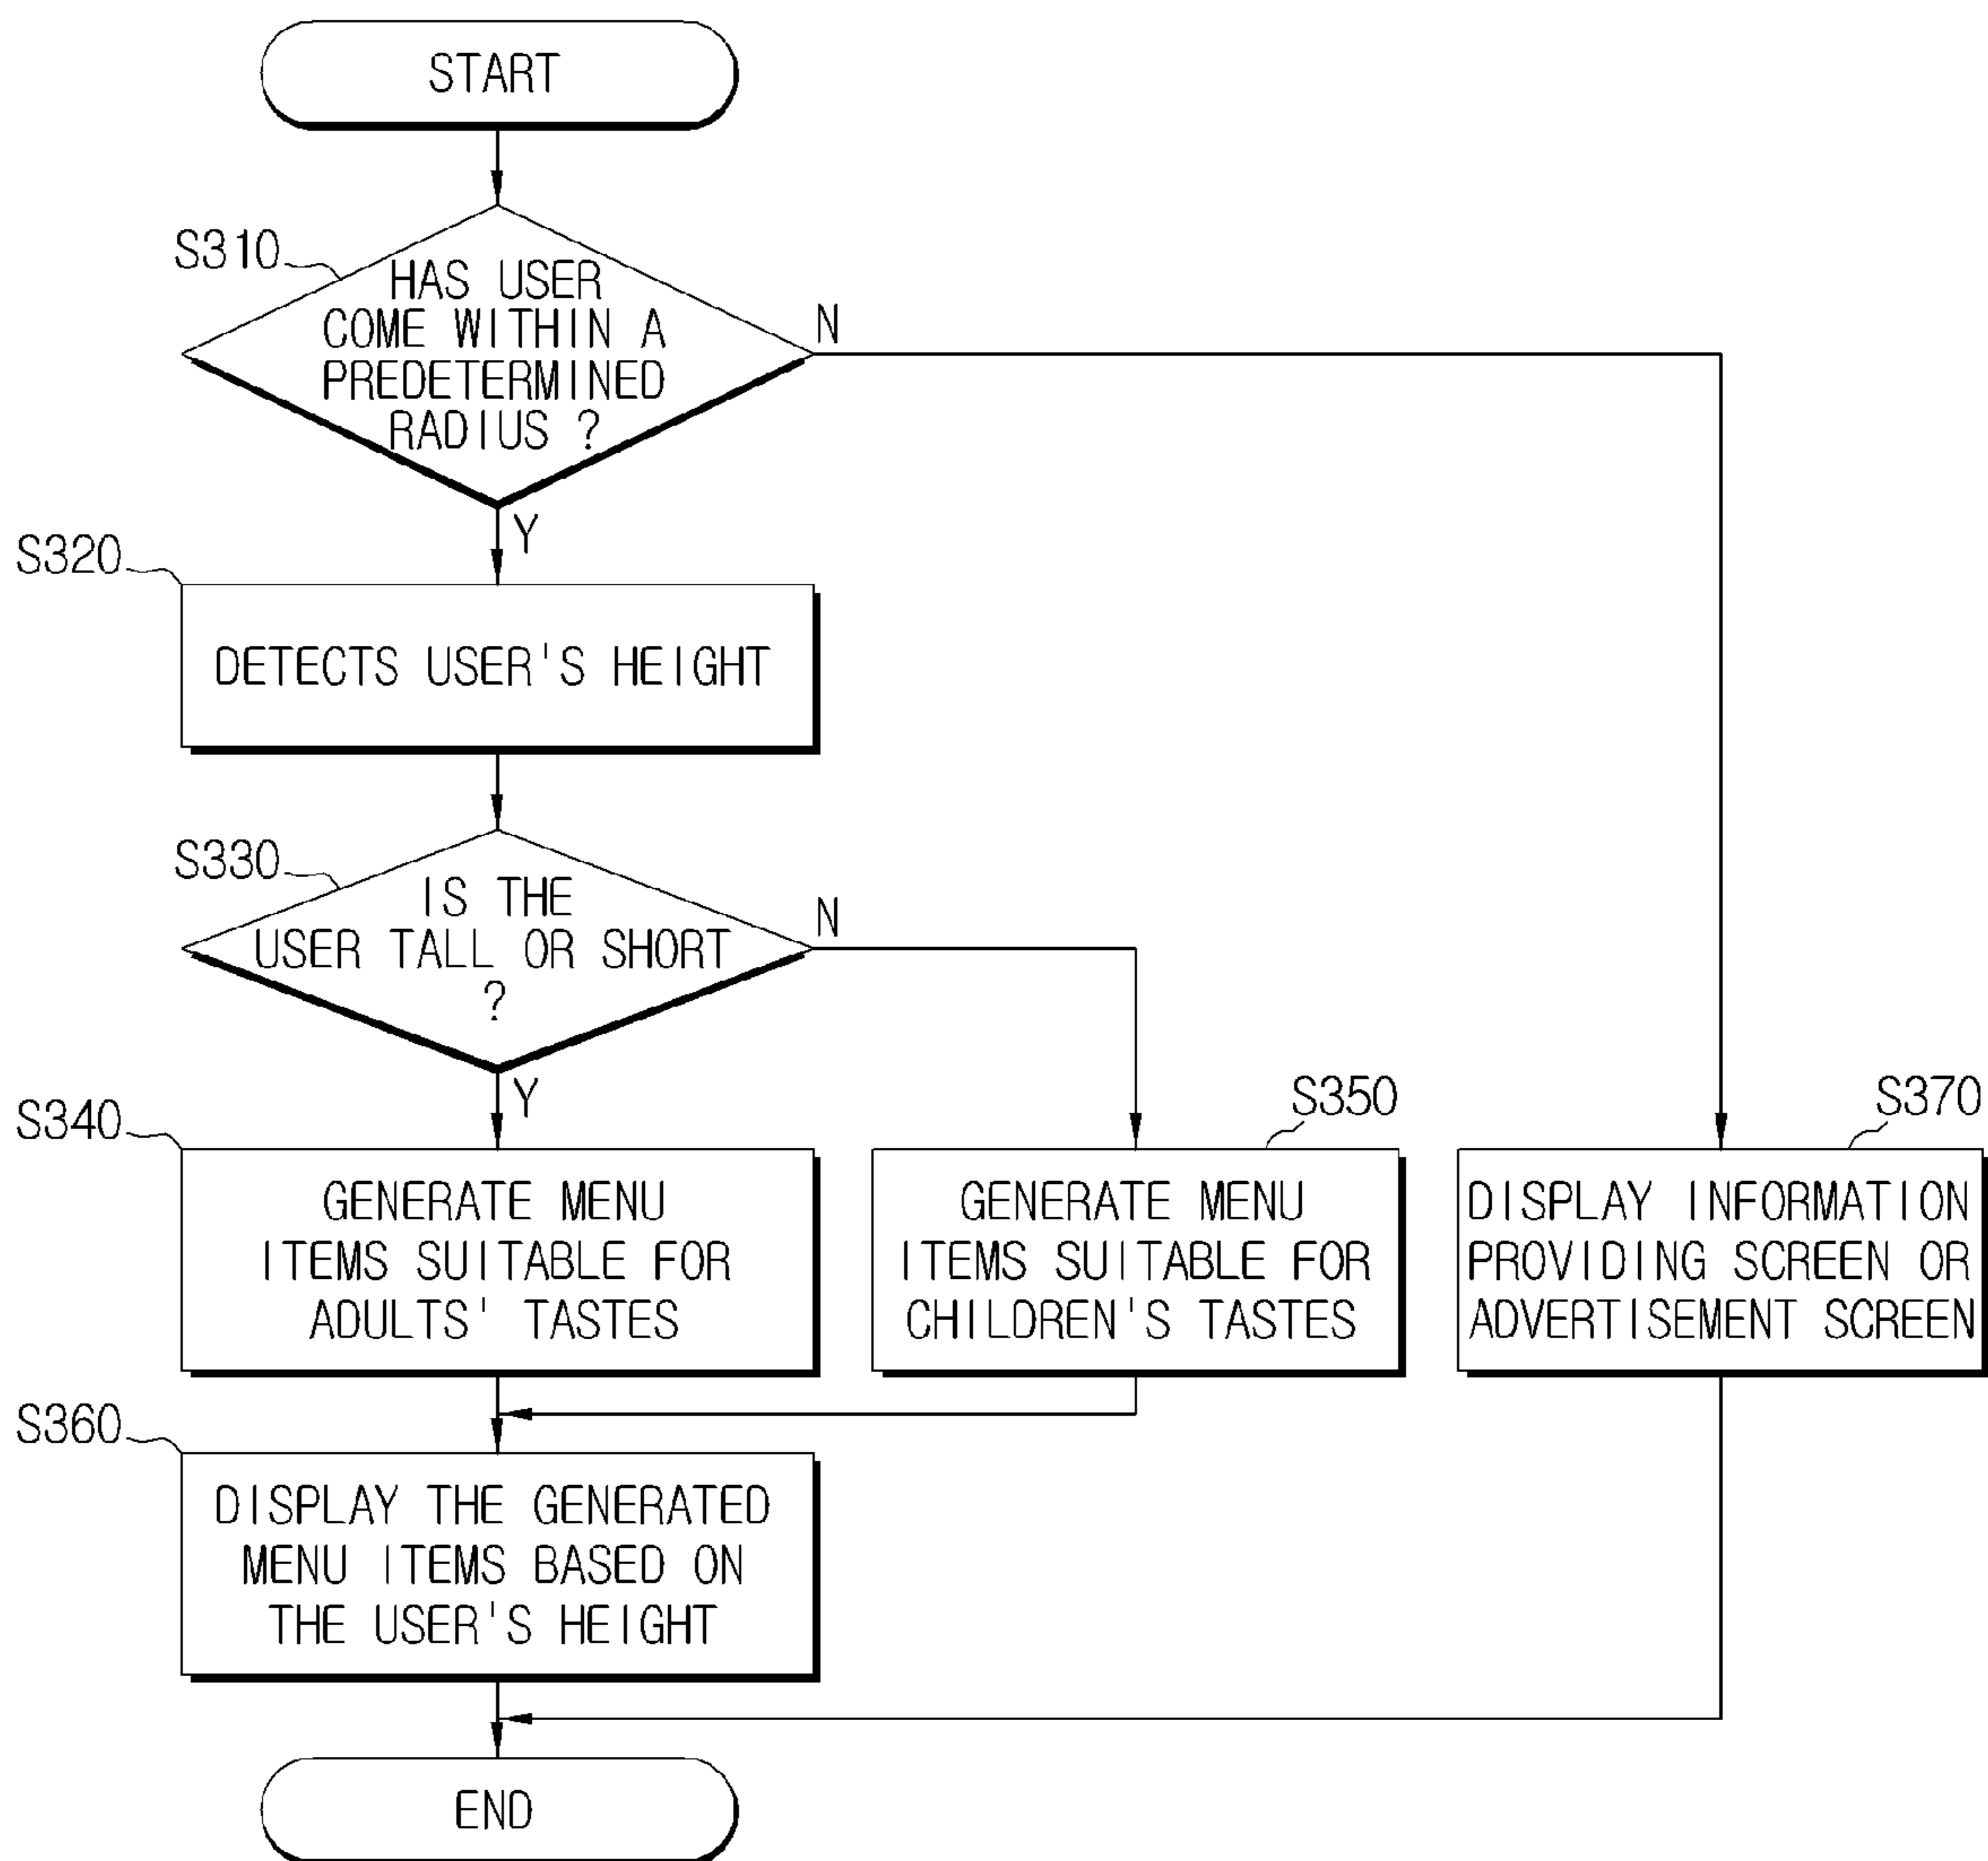 START
S310
HAS USER
COME WITHIN A
PREDETERMINED
RADIUS ?
N
Y
S320
DETECTS USER'S HEIGHT
S330
IS THE
USER TALL OR SHORT
?
N
Y
S340
GENERATE MENU
ITEMS SUITABLE FOR
ADULTS' TASTES
S350
GENERATE MENU
ITEMS SUITABLE FOR
CHILDREN'S TASTES
S370
DISPLAY INFORMATION
PROVIDING SCREEN OR
ADVERTISEMENT SCREEN
S360
DISPLAY THE GENERATED
MENU ITEMS BASED ON
THE USER'S HEIGHT
END